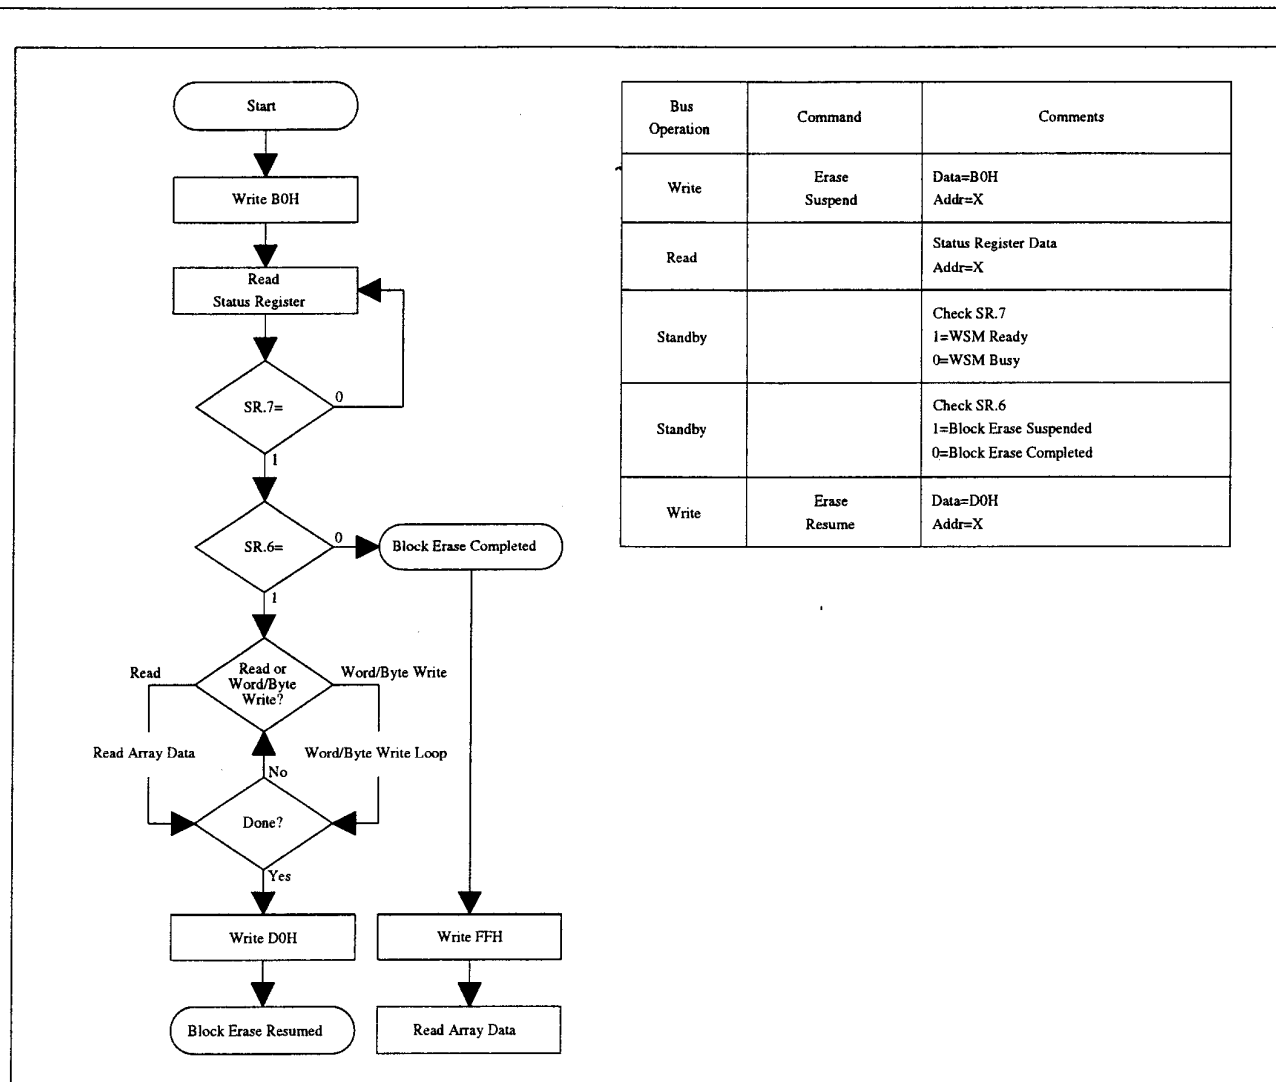 Start
Write B0H
Read
Status Register
SR.7=
0
1
SR.6=
0
Block Erase Completed
1
Read or
Word/Byte
Write?
Read
Word/Byte Write
Read Array Data
Word/Byte Write Loop
No
Done?
Yes
Write D0H
Write FFH
Block Erase Resumed
Read Array Data
Bus
Operation
Command
Comments
Write
Erase
Suspend
Data=B0H
Addr=X
Read
Status Register Data
Addr=X
Standby
Check SR.7
1=WSM Ready
0=WSM Busy
Standby
Check SR.6
1=Block Erase Suspended
0=Block Erase Completed
Write
Erase
Resume
Data=D0H
Addr=X